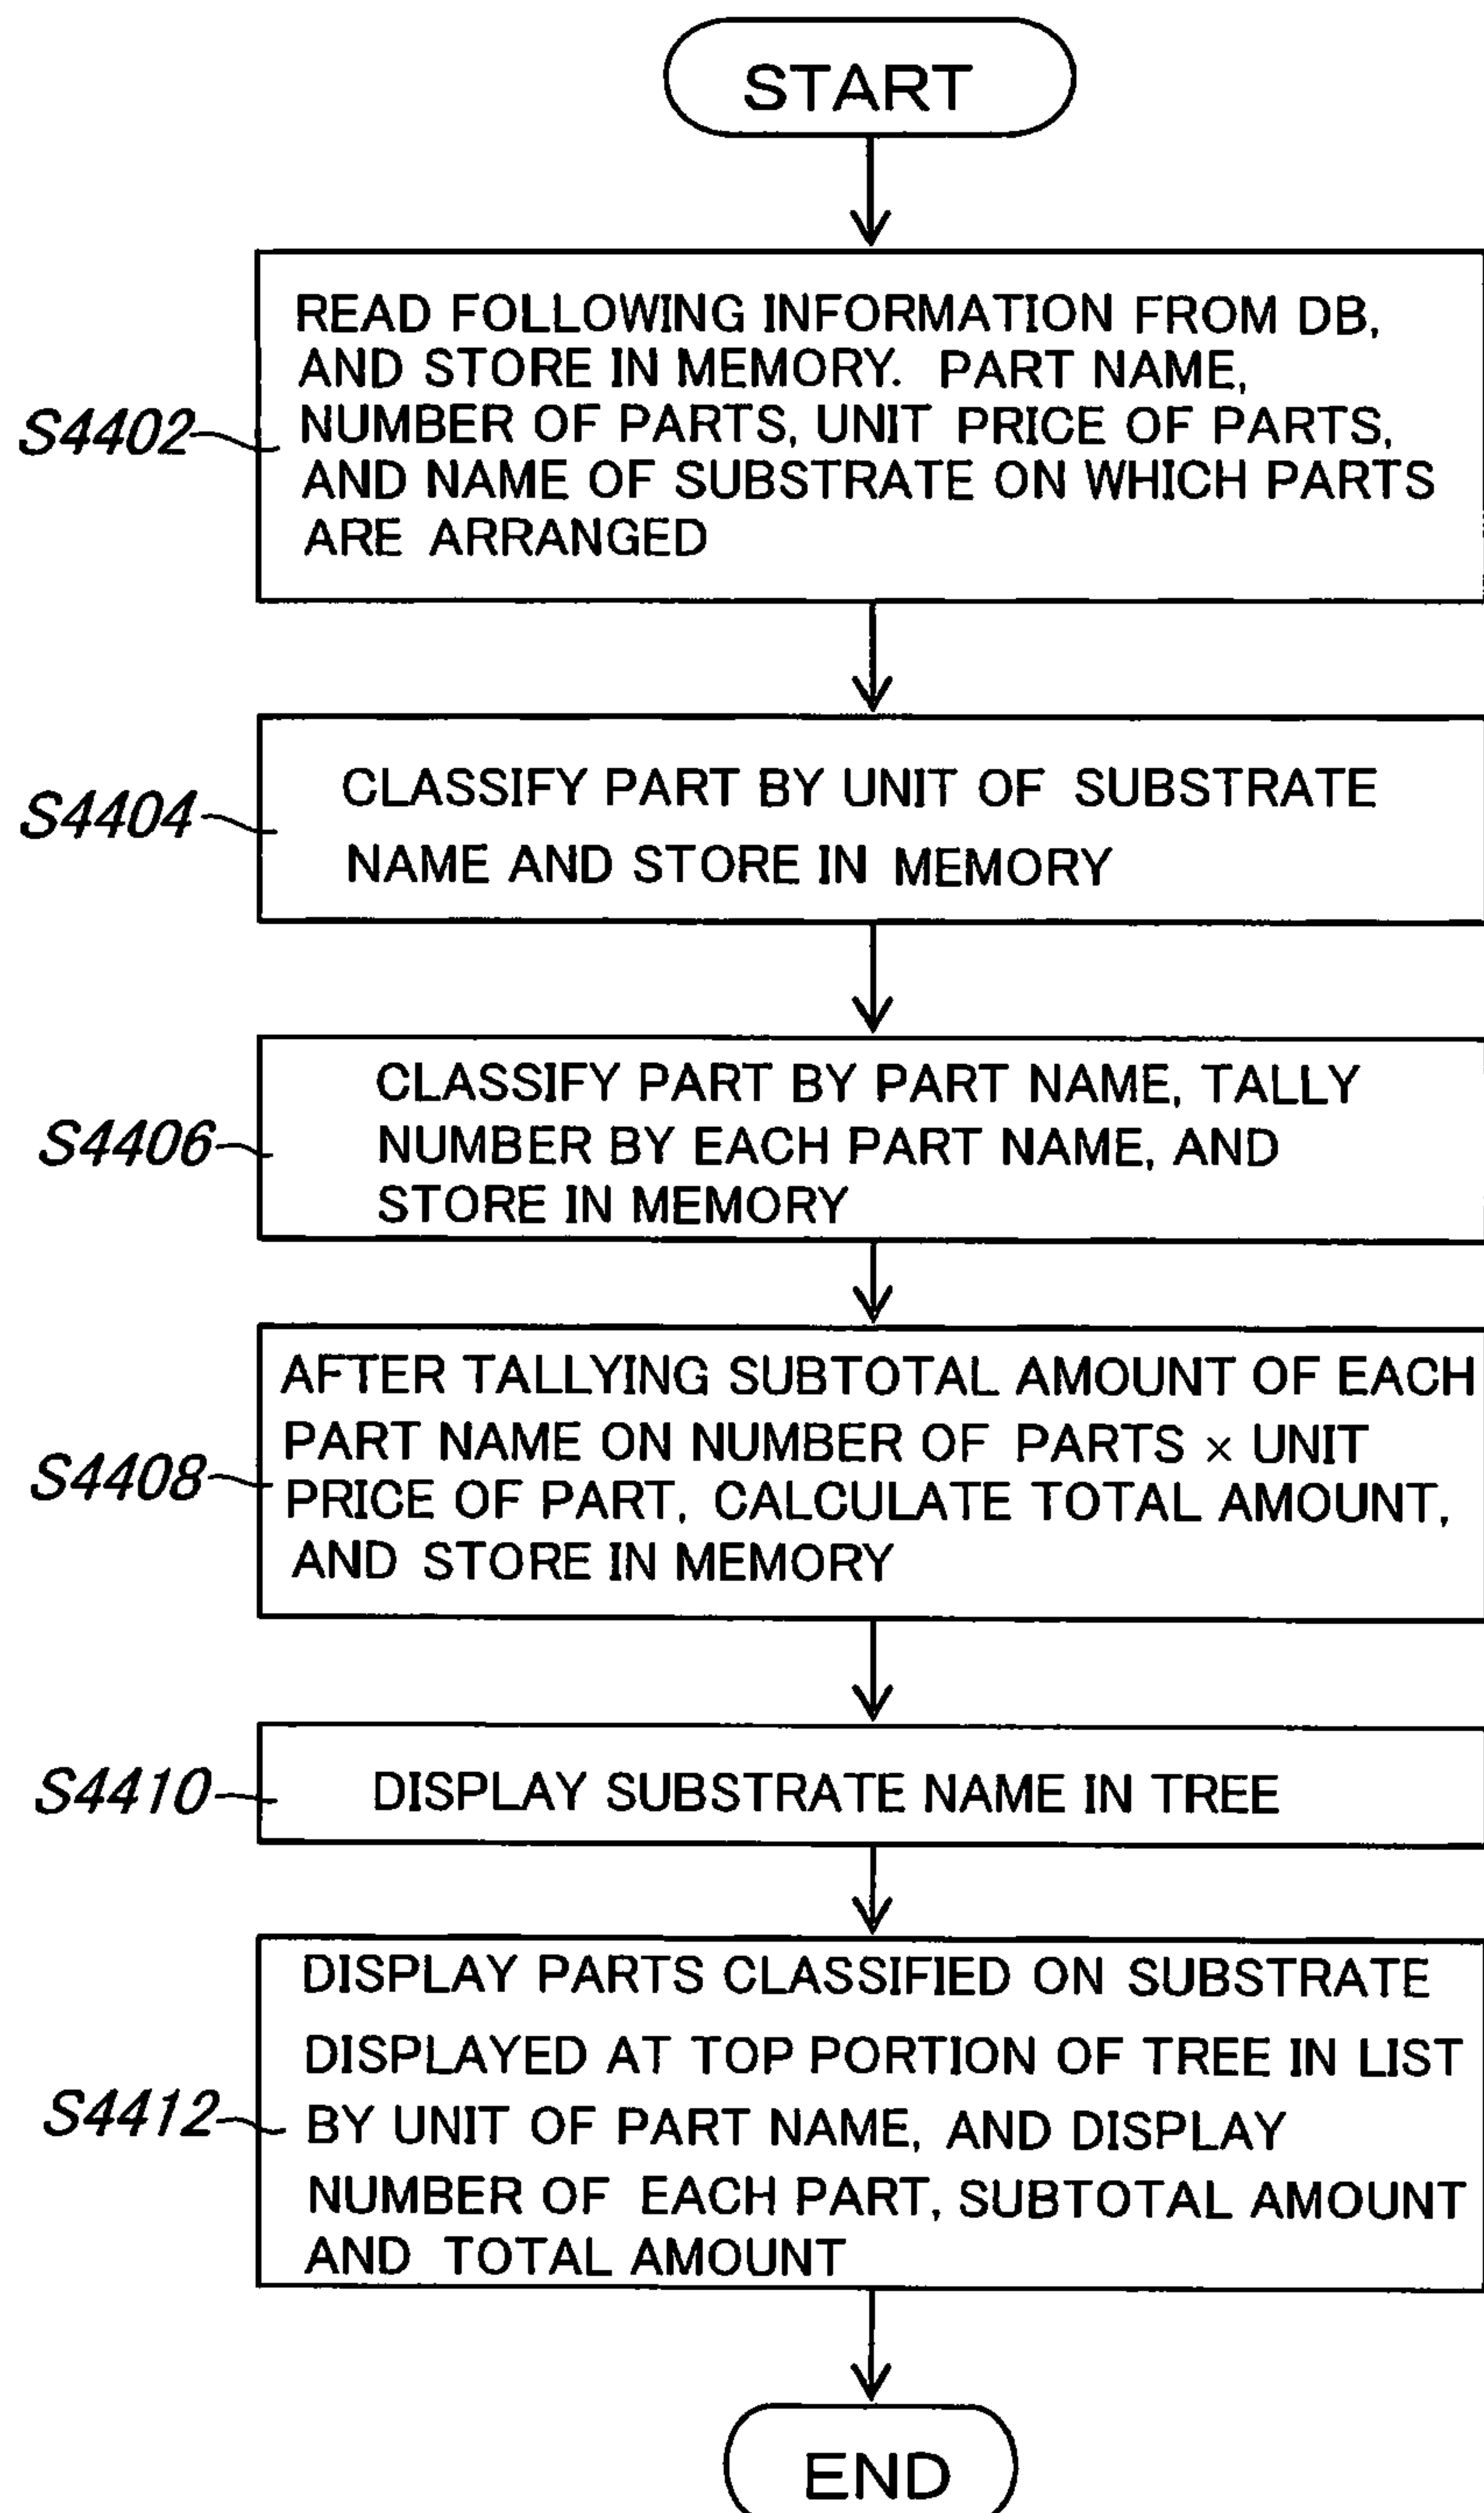 START
READ FOLLOWING INFORMATION FROM DB,
AND STORE IN MEMORY. PART NAME,
NUMBER OF PARTS, UNIT PRICE OF PARTS,
AND NAME OF SUBSTRATE ON WHICH PARTS
ARE ARRANGED
S4402
CLASSIFY PART BY UNIT OF SUBSTRATE
NAME AND STORE IN MEMORY
S4404
CLASSIFY PART BY PART NAME, TALLY
NUMBER BY EACH PART NAME, AND
STORE IN MEMORY
S4406
AFTER TALLYING SUBTOTAL AMOUNT OF EACH
PART NAME ON NUMBER OF PARTS × UNIT
PRICE OF PART, CALCULATE TOTAL AMOUNT,
AND STORE IN MEMORY
S4408
DISPLAY SUBSTRATE NAME IN TREE
S4410
DISPLAY PARTS CLASSIFIED ON SUBSTRATE
DISPLAYED AT TOP PORTION OF TREE IN LIST
BY UNIT OF PART NAME, AND DISPLAY
NUMBER OF EACH PART, SUBTOTAL AMOUNT
AND TOTAL AMOUNT
S4412
END